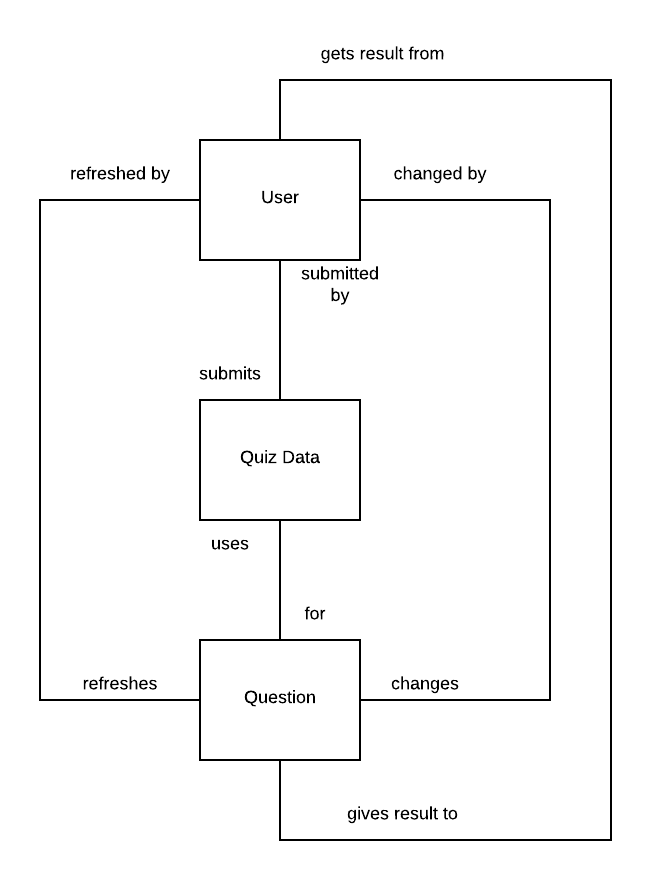 gets result from
refreshed by
changed by
User
submitted
by
submits
Quiz Data
uses
for
refreshes
changes
Question
gives result to